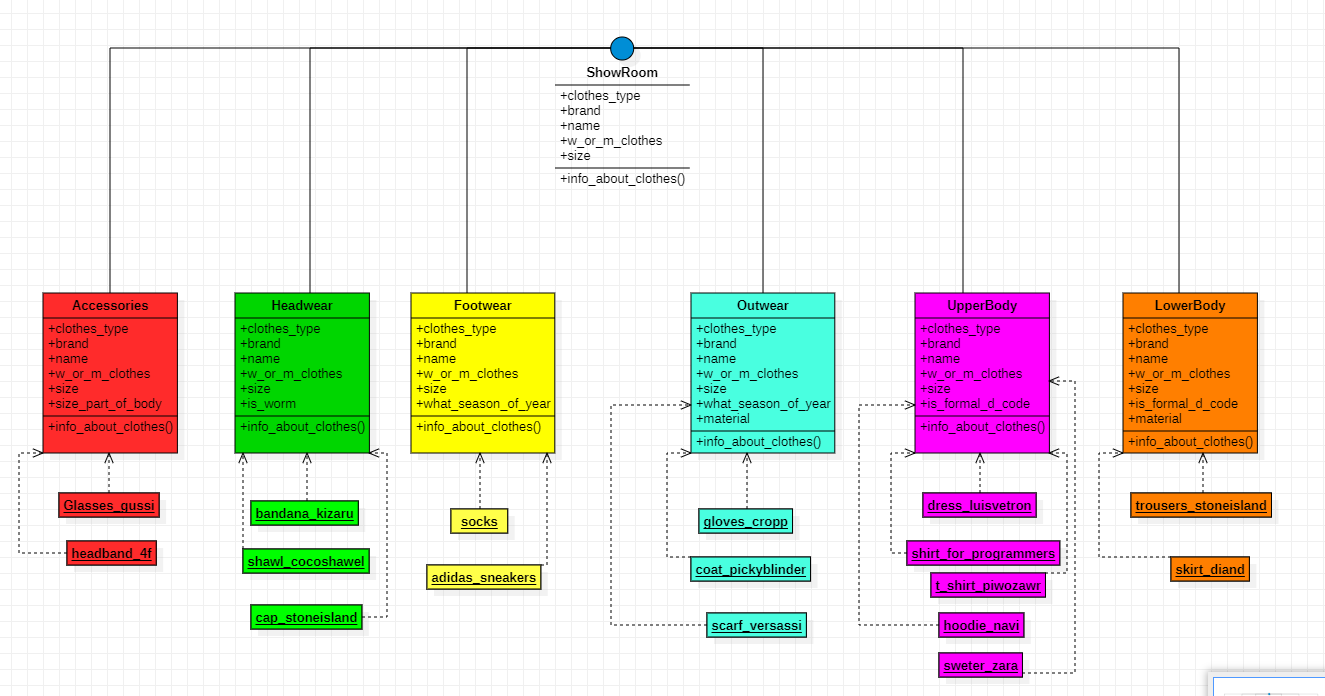 ShowRoom
+clothes_type
+brand
+name
+w_or_m_clothes
+size
+info_about_clothes()
Accessories
+clothes_type
+brand
+name
+w_or_m_clothes
+size
+size_part_of_body
+info_about_clothes()
Glasses_qussi
headband_4f
Headwear
+clothes_type
+brand
+name
+w_or_m_clothes
+size
+is_worm
+info_about_clothes()
bandana_kizaru
shawl_cocoshawel
cap_stoneisland
Footwear
+clothes_type
+brand
+name
+w_or_m_clothes
+size
+what_season_of_year
+info_about_clothes()
socks
adidas_sneakers
Outwear
+clothes_type
+brand
+name
+w_or_m_clothes
+size
+what_season_of_year
+material
+info_about_clothes()
gloves_cropp
coat_pickyblinder
scarf_versassi
UpperBody
+clothes_type
+brand
+name
+w_or_m_clothes
+size
+is_formal_d_code
+info_about_clothes()
dress_luisvetron
shirt_for_programmers
t_shirt_piwozawr
hoodie_navi
sweter_zara
LowerBody
+clothes_type
+brand
+name
+w_or_m_clothes
+size
+is_formal_d_code
+material
+info_about_clothes()
trousers_stoneisland
skirt_diand